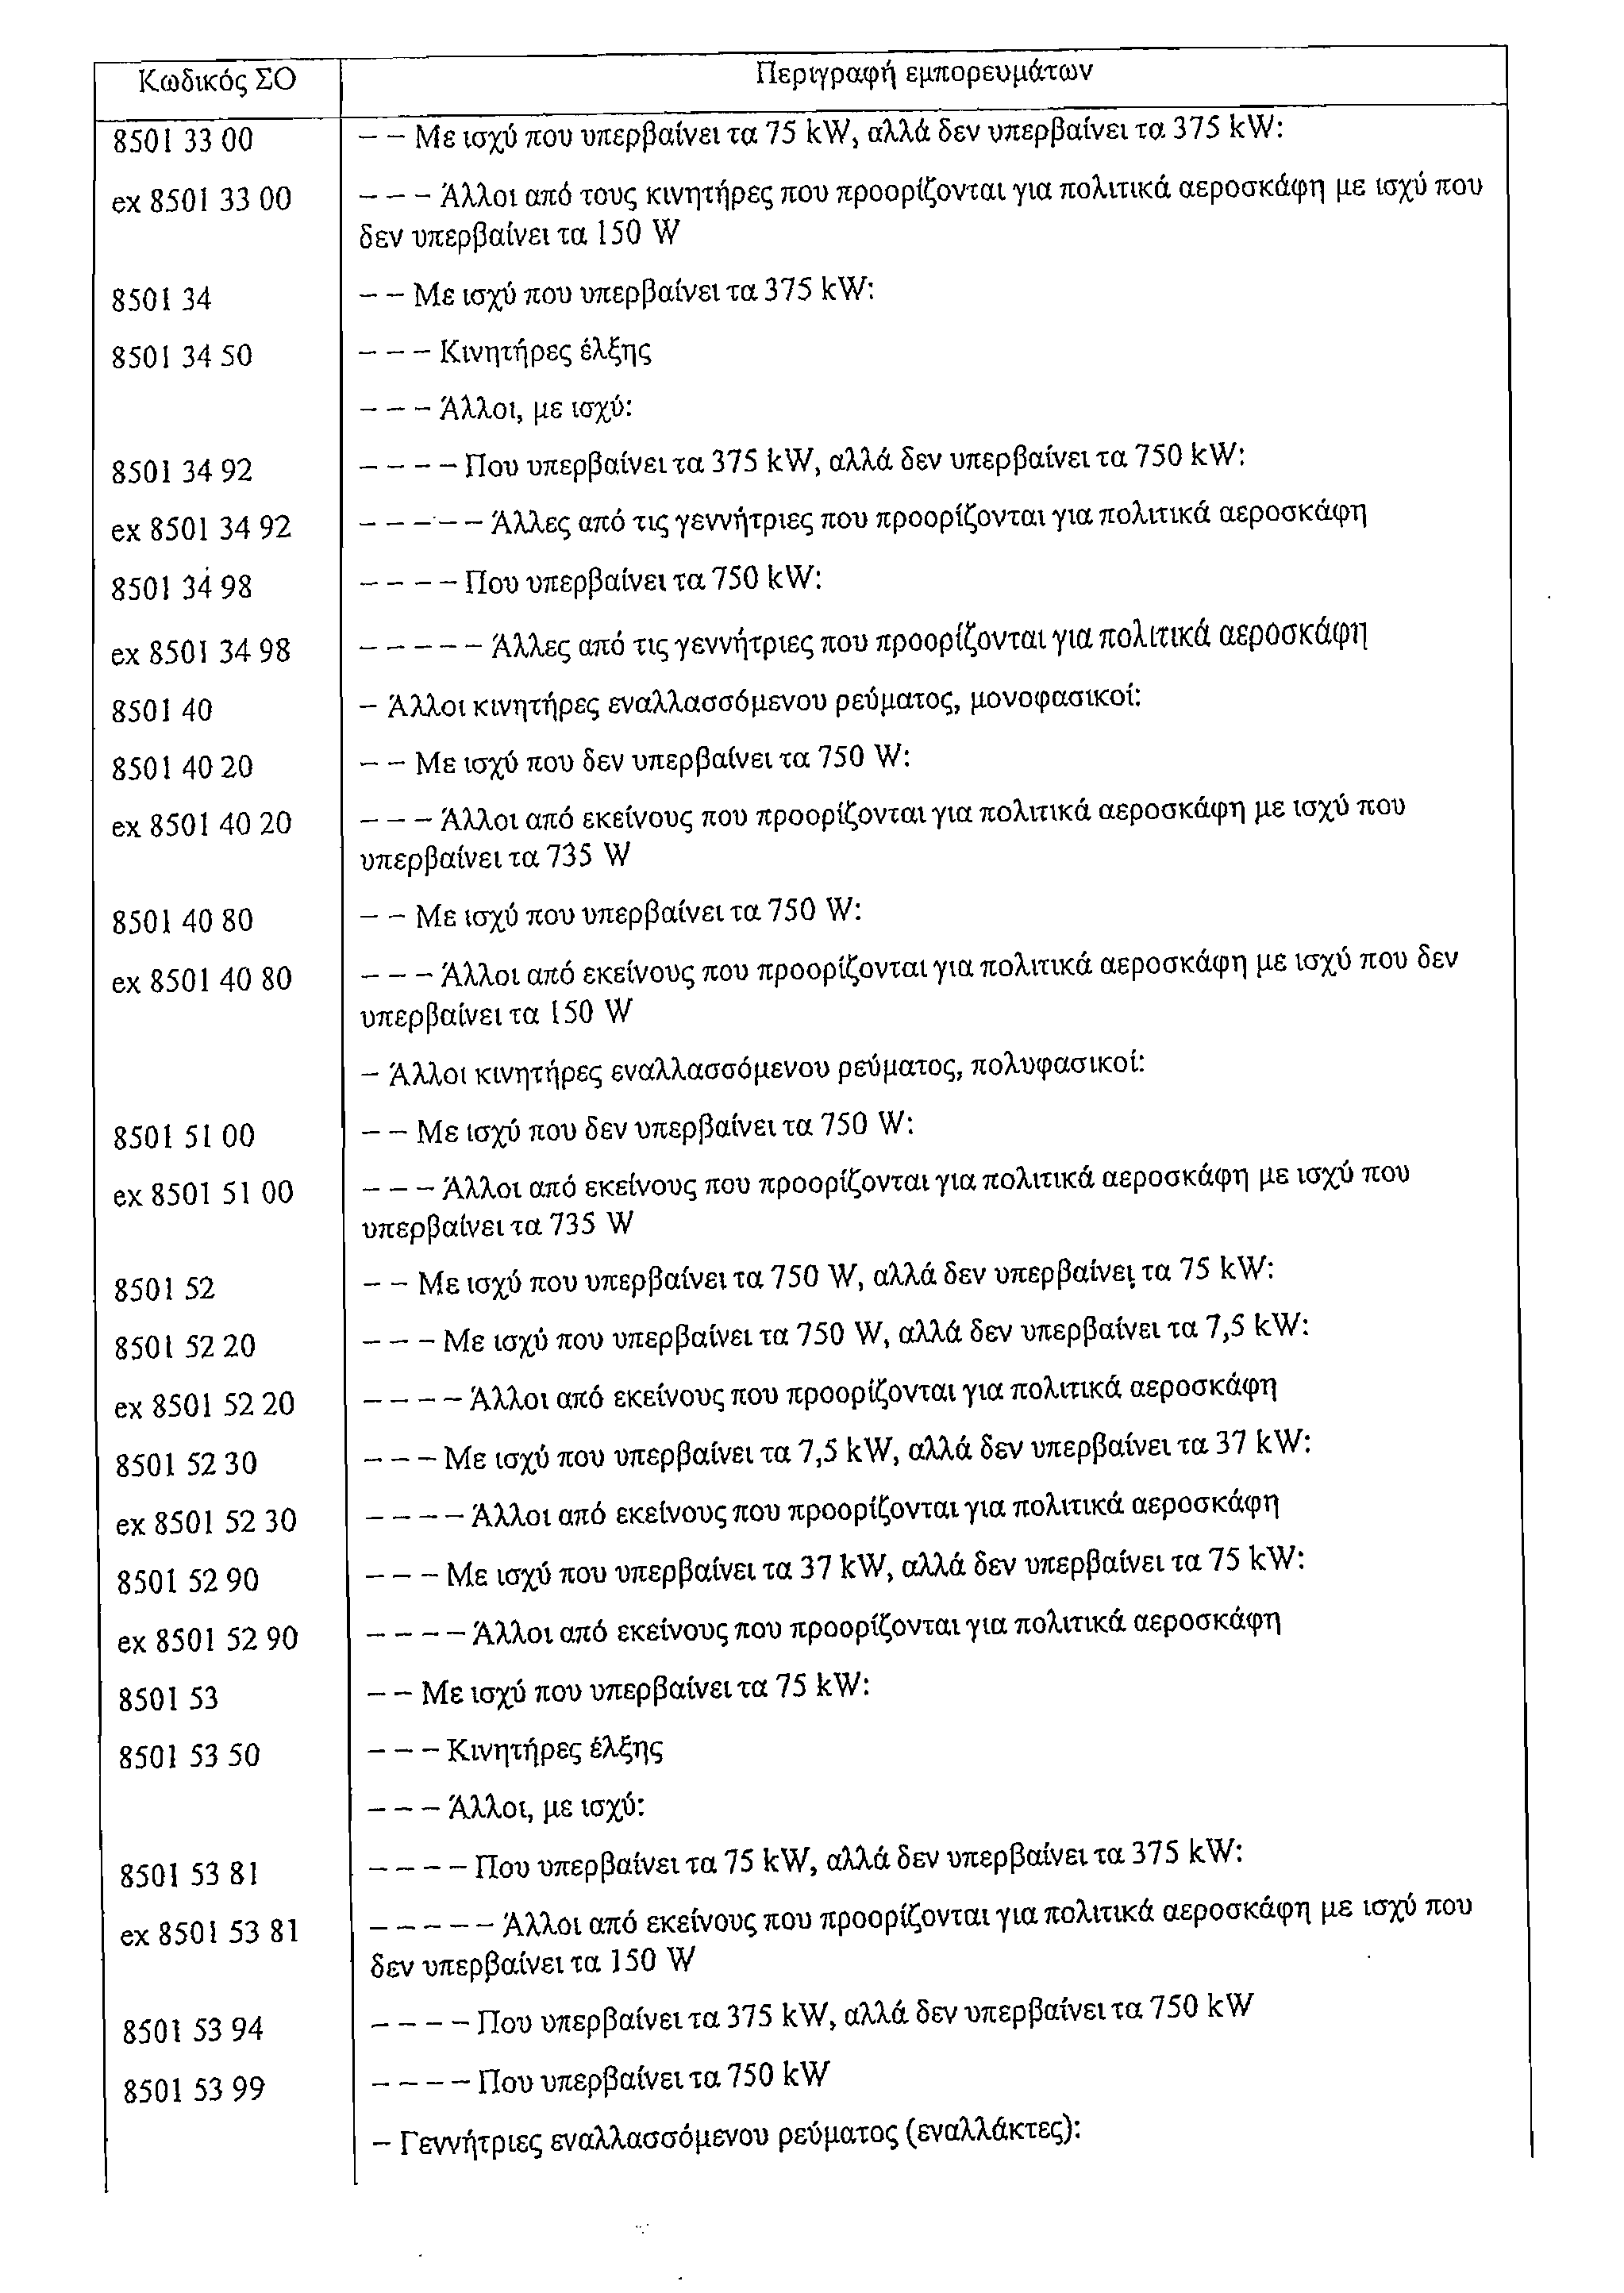 Κωδικός ΣΟ Περιγραφή εμπορευμάτων
8501 33 00 – – Με ισχύ που υπερβαίνει τα 75 kW, αλλά δεν υπερβαίνει τα 375 kW:
ex 8501 33 00 – – – Άλλοι από τους κινητήρες που προορίζονται για πολιτικά αεροσκάφη με ισχύ που
δεν υπερβαίνει τα 150 W
8501 34 – – Με ισχύ που υπερβαίνει τα 375 kW:
8501 34 50 – – – Κινητήρες έλξης
– – – Άλλοι, με ισχύ:
8501 34 92 – – – – Που υπερβαίνει τα 375 kW, αλλά δεν υπερβαίνει τα 750 kW:
ex 8501 34 92 – – – – – Άλλες από τις γεννήτριες που προορίζονται για πολιτικά αεροσκάφη
8501 34 98 – – – – Που υπερβαίνει τα 750 kW:
ex 8501 34 98 – – – – – Άλλες από τις γεννήτριες που προορίζονται για πολιτικά αεροσκάφη
8501 40 – Άλλοι κινητήρες εναλλασσόμενου ρεύματος, μονοφασικοί:
8501 40 20 – – Με ισχύ που δεν υπερβαίνει τα 750 W:
ex 8501 40 20 – – – Άλλοι από εκείνους που προορίζονται για πολιτικά αεροσκάφη με ισχύ που
υπερβαίνει τα 735 W
8501 40 80 – – Με ισχύ που υπερβαίνει τα 750 W:
ex 8501 40 80 – – – Άλλοι από εκείνους που προορίζονται για πολιτικά αεροσκάφη με ισχύ που δεν
υπερβαίνει τα 150 W
– Άλλοι κινητήρες εναλλασσόμενου ρεύματος, πολυφασικοί:
8501 51 00 – – Με ισχύ που δεν υπερβαίνει τα 750 W:
ex 8501 51 00 – – – Άλλοι από εκείνους που προορίζονται για πολιτικά αεροσκάφη με ισχύ που
υπερβαίνει τα 735 W
8501 52 – – Με ισχύ που υπερβαίνει τα 750 W, αλλά δεν υπερβαίνει τα 75 kW:
8501 52 20 – – – Με ισχύ που υπερβαίνει τα 750 W, αλλά δεν υπερβαίνει τα 7,5 kW:
ex 8501 52 20 – – – – Άλλοι από εκείνους που προορίζονται για πολιτικά αεροσκάφη
8501 52 30 – – – Με ισχύ που υπερβαίνει τα 7,5 kW, αλλά δεν υπερβαίνει τα 37 kW:
ex 8501 52 30 – – – – Άλλοι από εκείνους που προορίζονται για πολιτικά αεροσκάφη
8501 52 90 – – – Με ισχύ που υπερβαίνει τα 37 kW, αλλά δεν υπερβαίνει τα 75 kW:
ex 8501 52 90 – – – – Άλλοι από εκείνους που προορίζονται για πολιτικά αεροσκάφη
8501 53 – – Με ισχύ που υπερβαίνει τα 75 kW:
8501 53 50 – – – Κινητήρες έλξης
– – – Άλλοι, με ισχύ:
8501 53 81 – – – – Που υπερβαίνει τα 75 kW, αλλά δεν υπερβαίνει τα 375 kW:
ex 8501 53 81 – – – – – Άλλοι από εκείνους που προορίζονται για πολιτικά αεροσκάφη με ισχύ που
δεν υπερβαίνει τα 150 W
8501 53 94 – – – – Που υπερβαίνει τα 375 kW, αλλά δεν υπερβαίνει τα 750 kW
8501 53 99 – – – – Που υπερβαίνει τα 750 kW
– Γεννήτριες εναλλασσόμενου ρεύματος (εναλλάκτες):